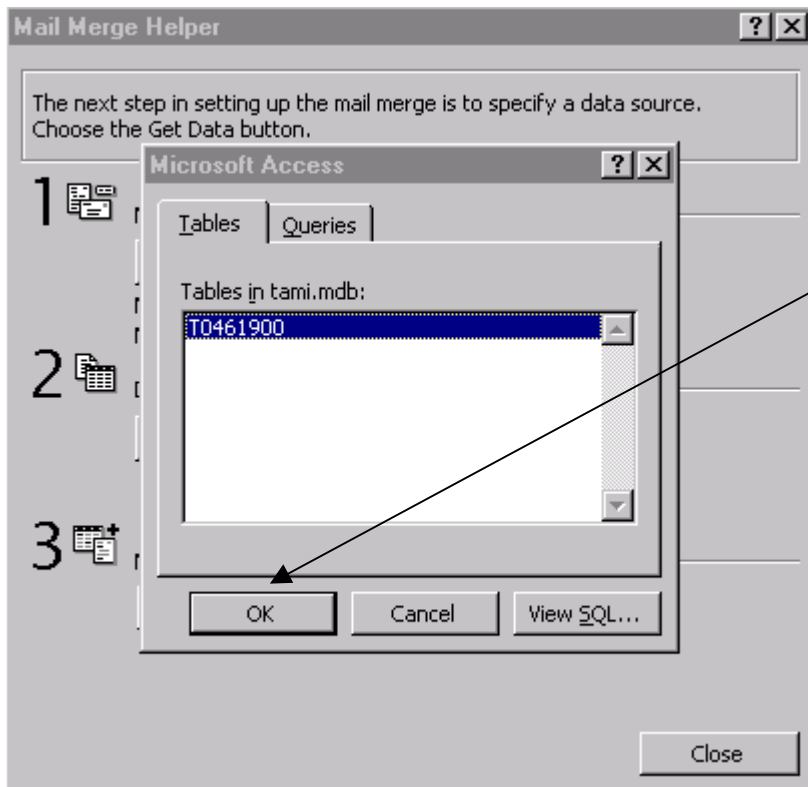 Mail Merge Helper
The next step in setting up the mail merge is to specify a data source.
Choose the Get Data button.
Microsoft Access
Tables Queries
Tables in tami.mdb:
T0461900
1
2
3
OK Cancel View SQL...
Close